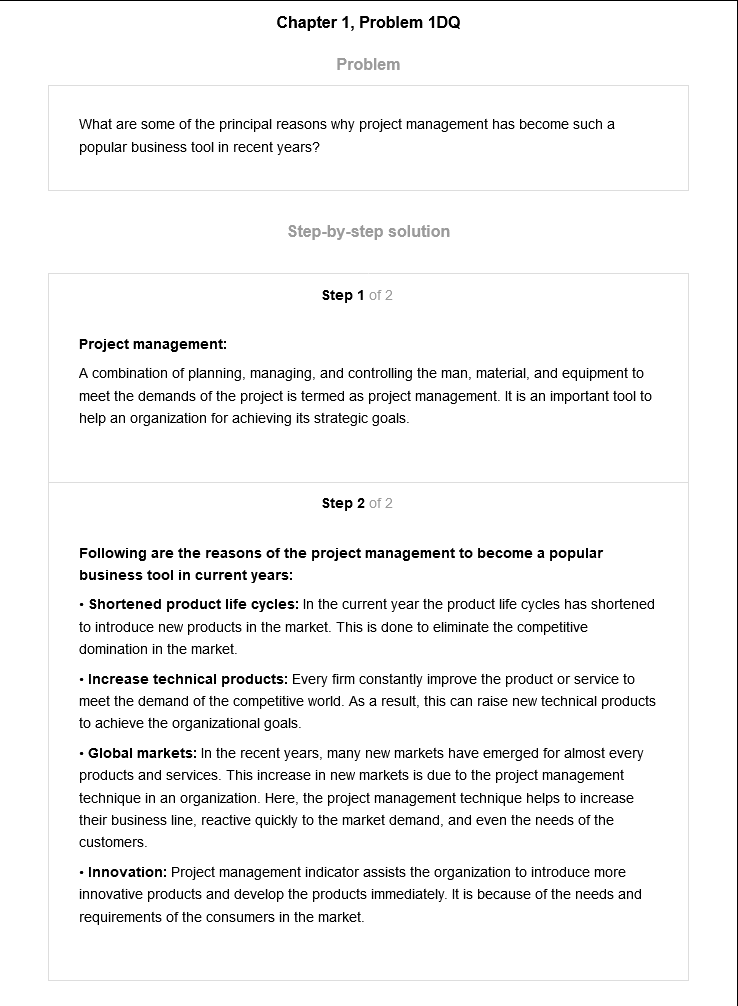 Chapter 1, Problem 1DQ
Problem
What are some of the principal reasons why project management has become such a
popular business tool in recent years?
Step-by-step solution
Step 1 of 2
Project management:
A combination of planning, managing, and controlling the man, material, and equipment to
meet the demands of the project is termed as project management. It is an important tool to
help an organization for achieving its strategic goals.
Step 2 of 2
Following are the reasons of the project management to become a popular
business tool in current years:
• Shortened product life cycles: In the current year the product life cycles has shortened
to introduce new products in the market. This is done to eliminate the competitive
domination in the market.
• Increase technical products: Every firm constantly improve the product or service to
meet the demand of the competitive world. As a result, this can raise new technical products
to achieve the organizational goals.
• Global markets: In the recent years, many new markets have emerged for almost every
products and services. This increase in new markets is due to the project management
technique in an organization. Here, the project management technique helps to increase
their business line, reactive quickly to the market demand, and even the needs of the
customers.
• Innovation: Project management indicator assists the organization to introduce more
innovative products and develop the products immediately. It is because of the needs and
requirements of the consumers in the market.